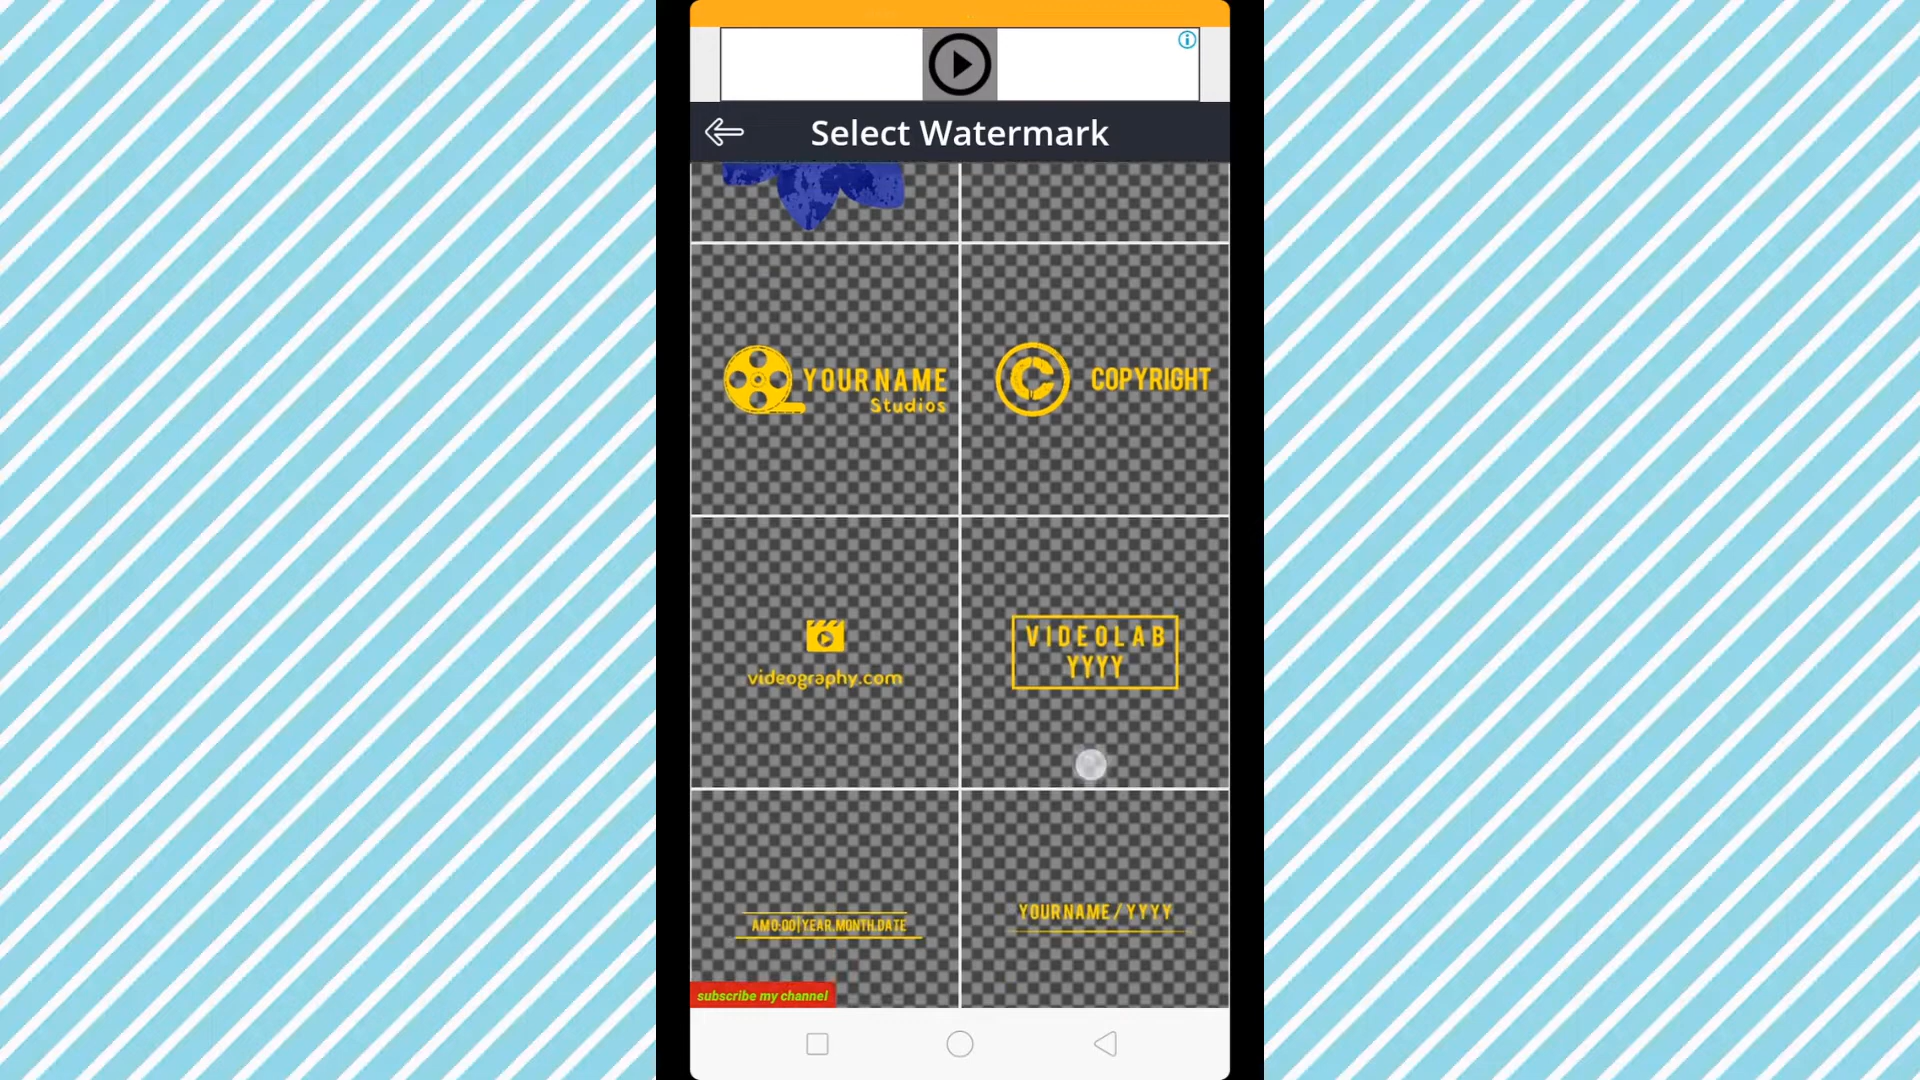 Select Watermark
YOUR NAME
Studios
COPYRIGHT
videography.com
VIDEOLAB
YYYY
AM0:00|YEAR.MONTH.DATE
YOUR NAME / YYYY
subscribe my channel